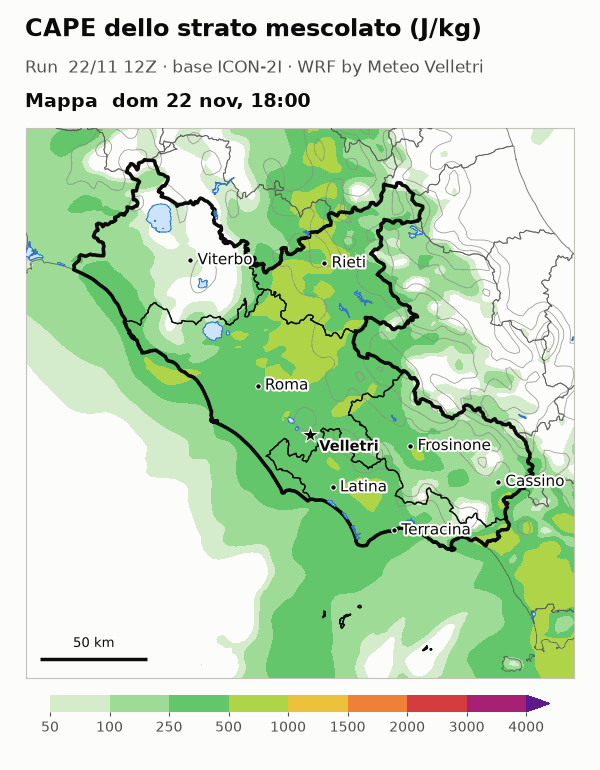 CAPE dello strato mescolato (J/kg)
Run  22/11 12Z · base ICON-2I · WRF by Meteo Velletri
Mappa  dom 22 nov, 18:00
Viterbo
Rieti
Roma
Velletri
Frosinone
Cassino
Latina
Terracina
50 km
50 100 250 500 1000 1500 2000 3000 4000